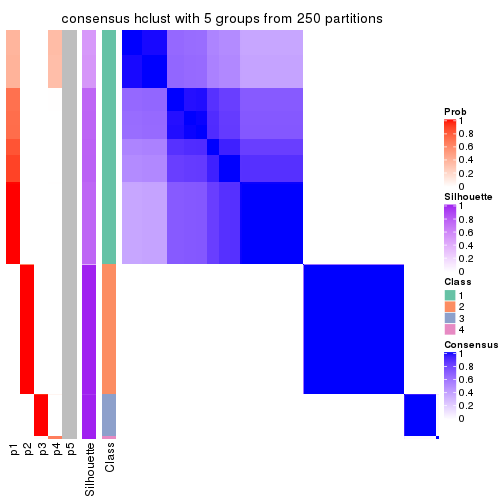 consensus hclust with 5 groups from 250 partitions
Prob
1
0.8
0.6
0.4
0.2
0
Silhouette
1
0.8
0.6
0.4
0.2
0
Class
1
2
3
4
Consensus
1
0.8
0.6
0.4
0.2
0
p1
p2
p3
p4
p5
Silhouette
Class